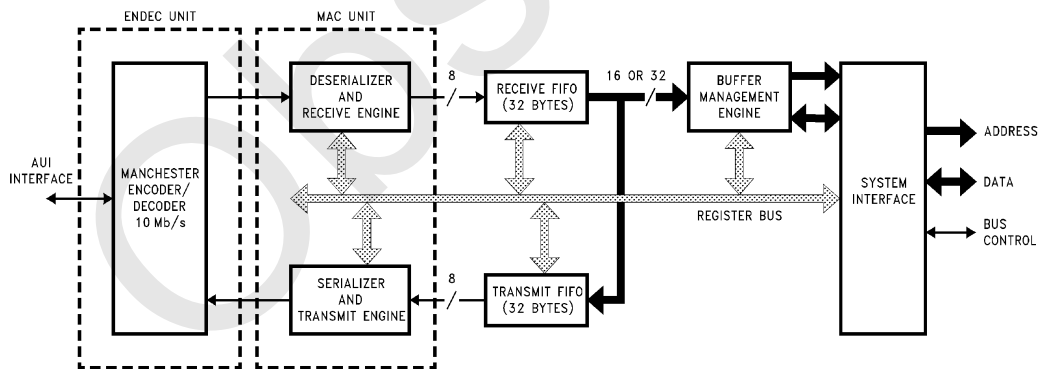 ENDEC UNIT
MAC UNIT
DESERIALIZER
AND
RECEIVE ENGINE
8
RECEIVE FIFO
(32 BYTES)
16 OR 32
BUFFER
MANAGEMENT
ENGINE
AUI
INTERFACE
MANCHESTER
ENCODER/
DECODER
10 Mb/s
REGISTER BUS
SYSTEM
INTERFACE
ADDRESS
DATA
BUS
CONTROL
SERIALIZER
AND
TRANSMIT ENGINE
8
TRANSMIT FIFO
(32 BYTES)
Obs